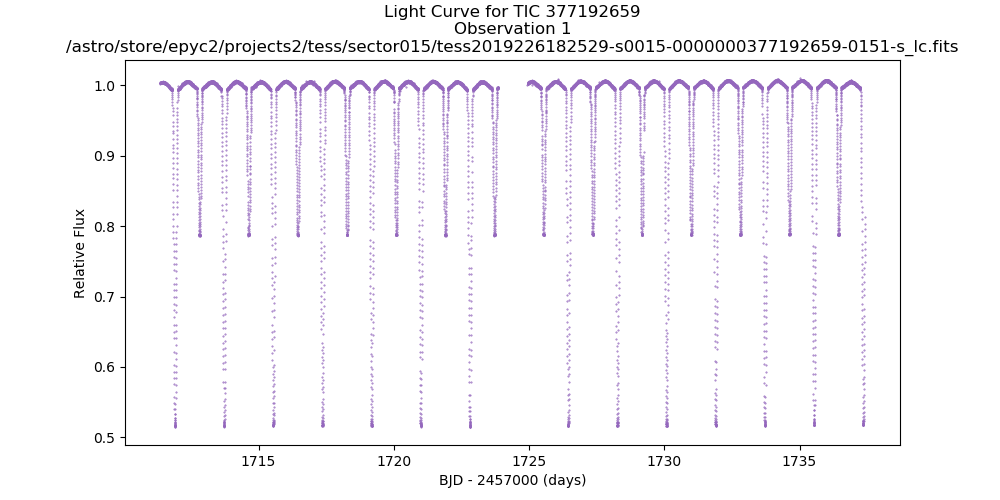 Light Curve for TIC 377192659
Observation 1
/astro/store/epyc2/projects2/tess/sector015/tess2019226182529-s0015-0000000377192659-0151-s_lc.fits
1.0
0.9
0.8
0.7
0.6
0.5
Relative Flux
1715
1720
1725
1730
1735
BJD - 2457000 (days)